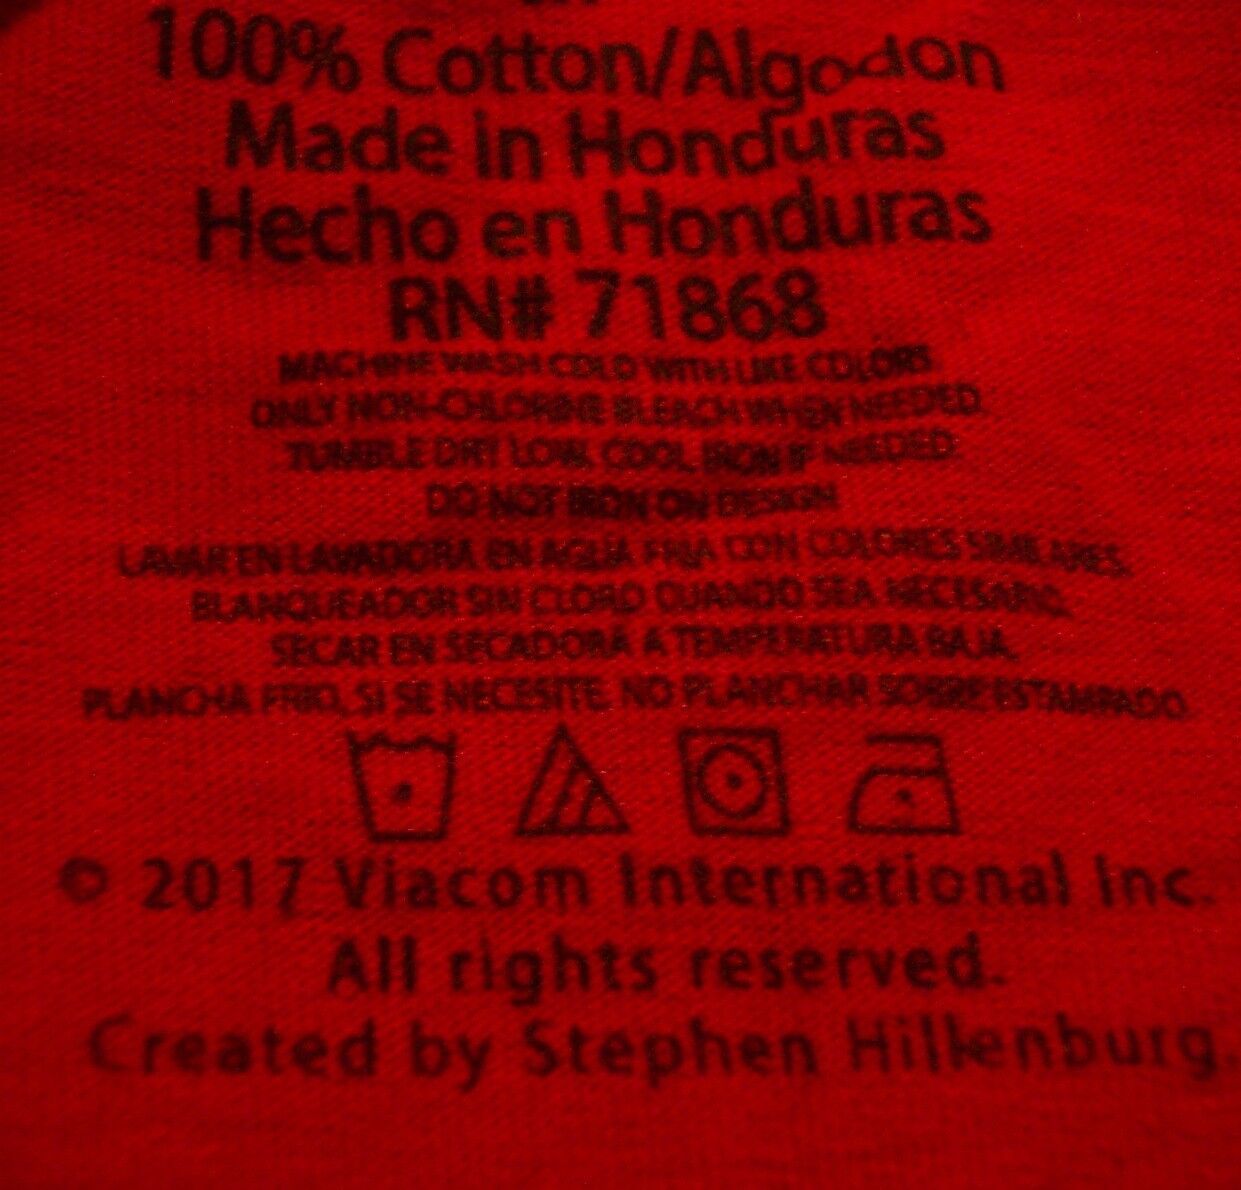 100% Cotton/Algodon
Made in Honduras
Hecho en Honduras
RN# 71868
MACHINE WASH COLD WITH LIKE COLORS.
ONLY NON-CHLORINE BLEACH WHEN NEEDED.
TUMBLE DRY LOW. COOL IRON IF NEEDED.
DO NOT IRON ON DESIGN
LAVAR EN LAVADORA EN AGUA FRIA CON COLORES SIMILARES.
BLANQUEADOR SIN CLORO CUANDO SEA NECESARIO.
SECAR EN SECADORA A TEMPERATURA BAJA.
PLANCHA FRIO, SI SE NECESITE. NO PLANCHAR SOBRE ESTAMPADO.
© 2017 Viacom International Inc.
All rights reserved.
Created by Stephen Hillenburg.